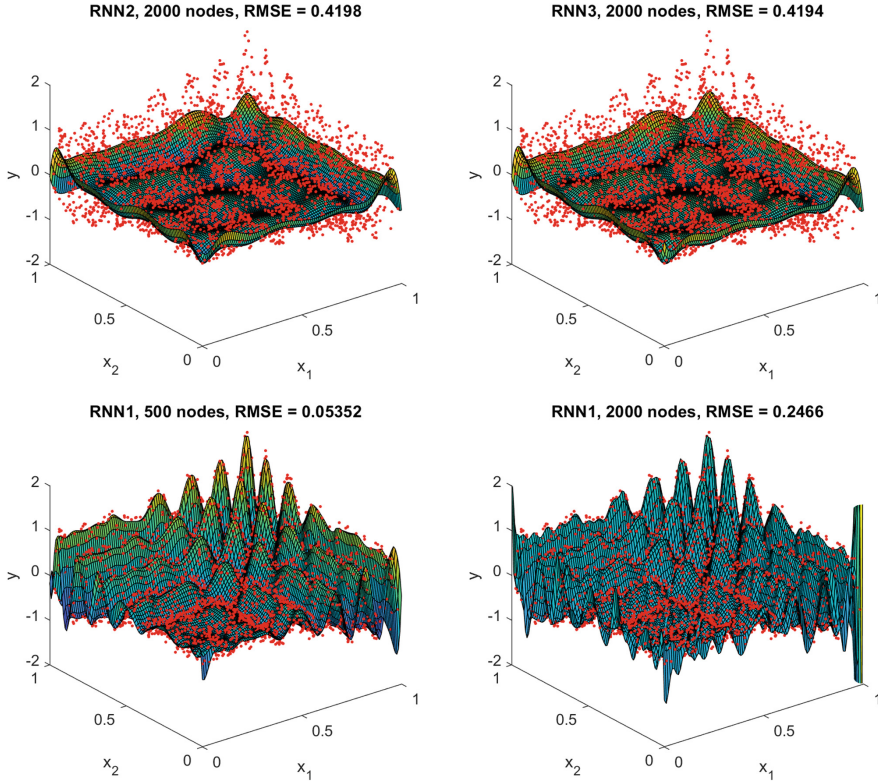 RNN2, 2000 nodes, RMSE = 0.4198
2
1
0
-1
-2
y
1
0.5
0
x2
0
0.5
1
x1
RNN3, 2000 nodes, RMSE = 0.4194
2
1
0
-1
-2
y
1
0.5
0
x2
0
0.5
1
x1
RNN1, 500 nodes, RMSE = 0.05352
2
1
0
-1
-2
y
1
0.5
0
x2
0
0.5
1
x1
RNN1, 2000 nodes, RMSE = 0.2466
2
1
0
-1
-2
y
1
0.5
0
x2
0
0.5
1
x1